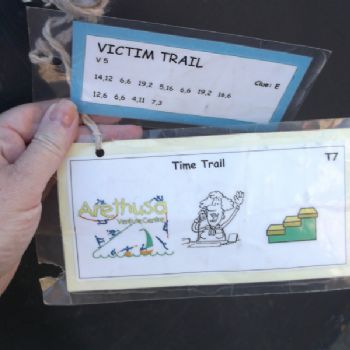 VICTIM TRAIL
V 5
Clue: E
14,12 6,6 19,2 5,16 6,6 19,2 16,6
12,6 6,6 4,11 7,3
Time Trail
T7
Arethusa
Venture Centre